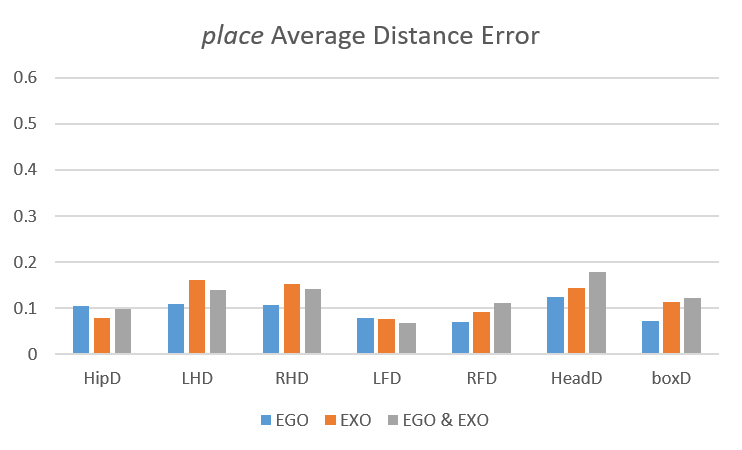 place Average Distance Error
0.6
0.5
0.4
0.3
0.2
0.1
0
HipD LHD RHD LFD RFD HeadD boxD
EGO EXO EGO & EXO